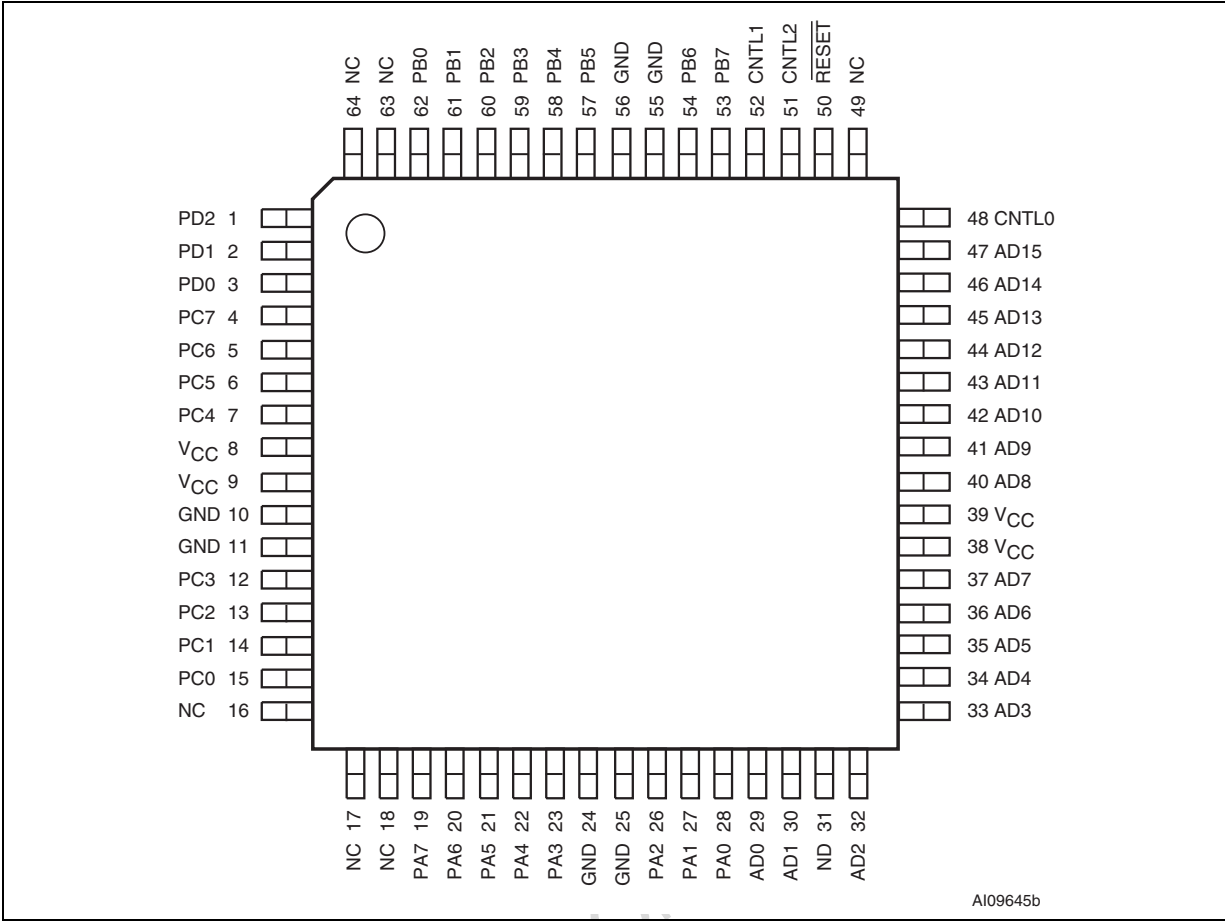 64 NC
63 NC
62 PB0
61 PB1
60 PB2
59 PB3
58 PB4
57 PB5
56 GND
55 GND
54 PB6
53 PB7
52 CNTL1
51 CNTL2
50 RESET
49 NC
PD2 1
PD1 2
PD0 3
PC7 4
PC6 5
PC5 6
PC4 7
VCC 8
VCC 9
GND 10
GND 11
PC3 12
PC2 13
PC1 14
PC0 15
NC 16
48 CNTL0
47 AD15
46 AD14
45 AD13
44 AD12
43 AD11
42 AD10
41 AD9
40 AD8
39 VCC
38 VCC
37 AD7
36 AD6
35 AD5
34 AD4
33 AD3
NC 17
NC 18
PA7 19
PA6 20
PA5 21
PA4 22
PA3 23
GND 24
GND 25
PA2 26
PA1 27
PA0 28
AD0 29
AD1 30
ND 31
AD2 32
AI09645b